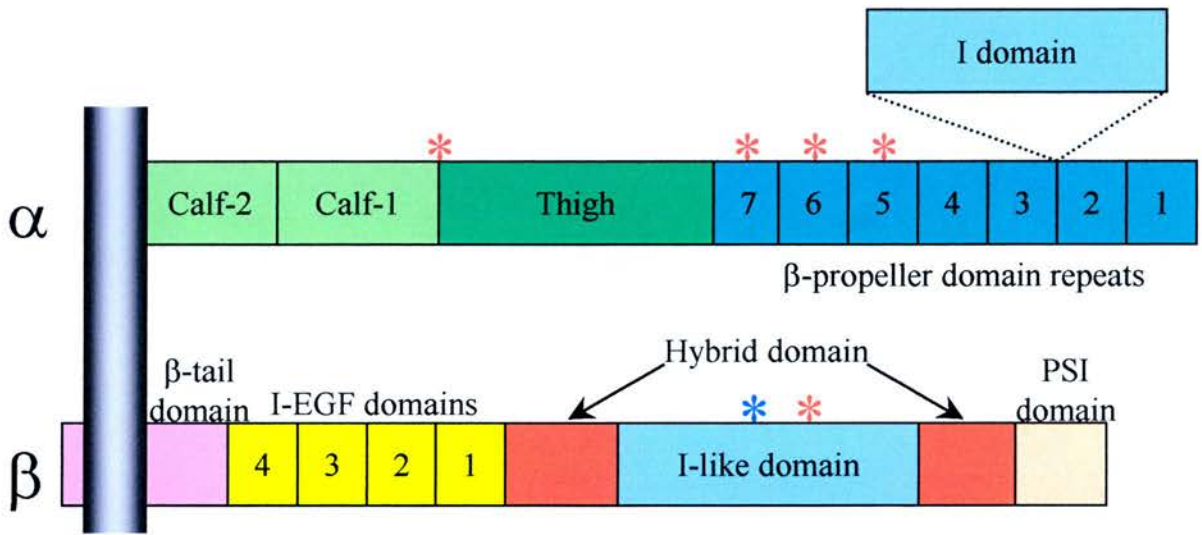 I domain
* * * *
α Calf-2 Calf-1 Thigh 7 6 5 4 3 2 1
β-propeller domain repeats
Hybrid domain
β-tail
domain
I-EGF domains
PSI
domain
* *
β 4 3 2 1 I-like domain